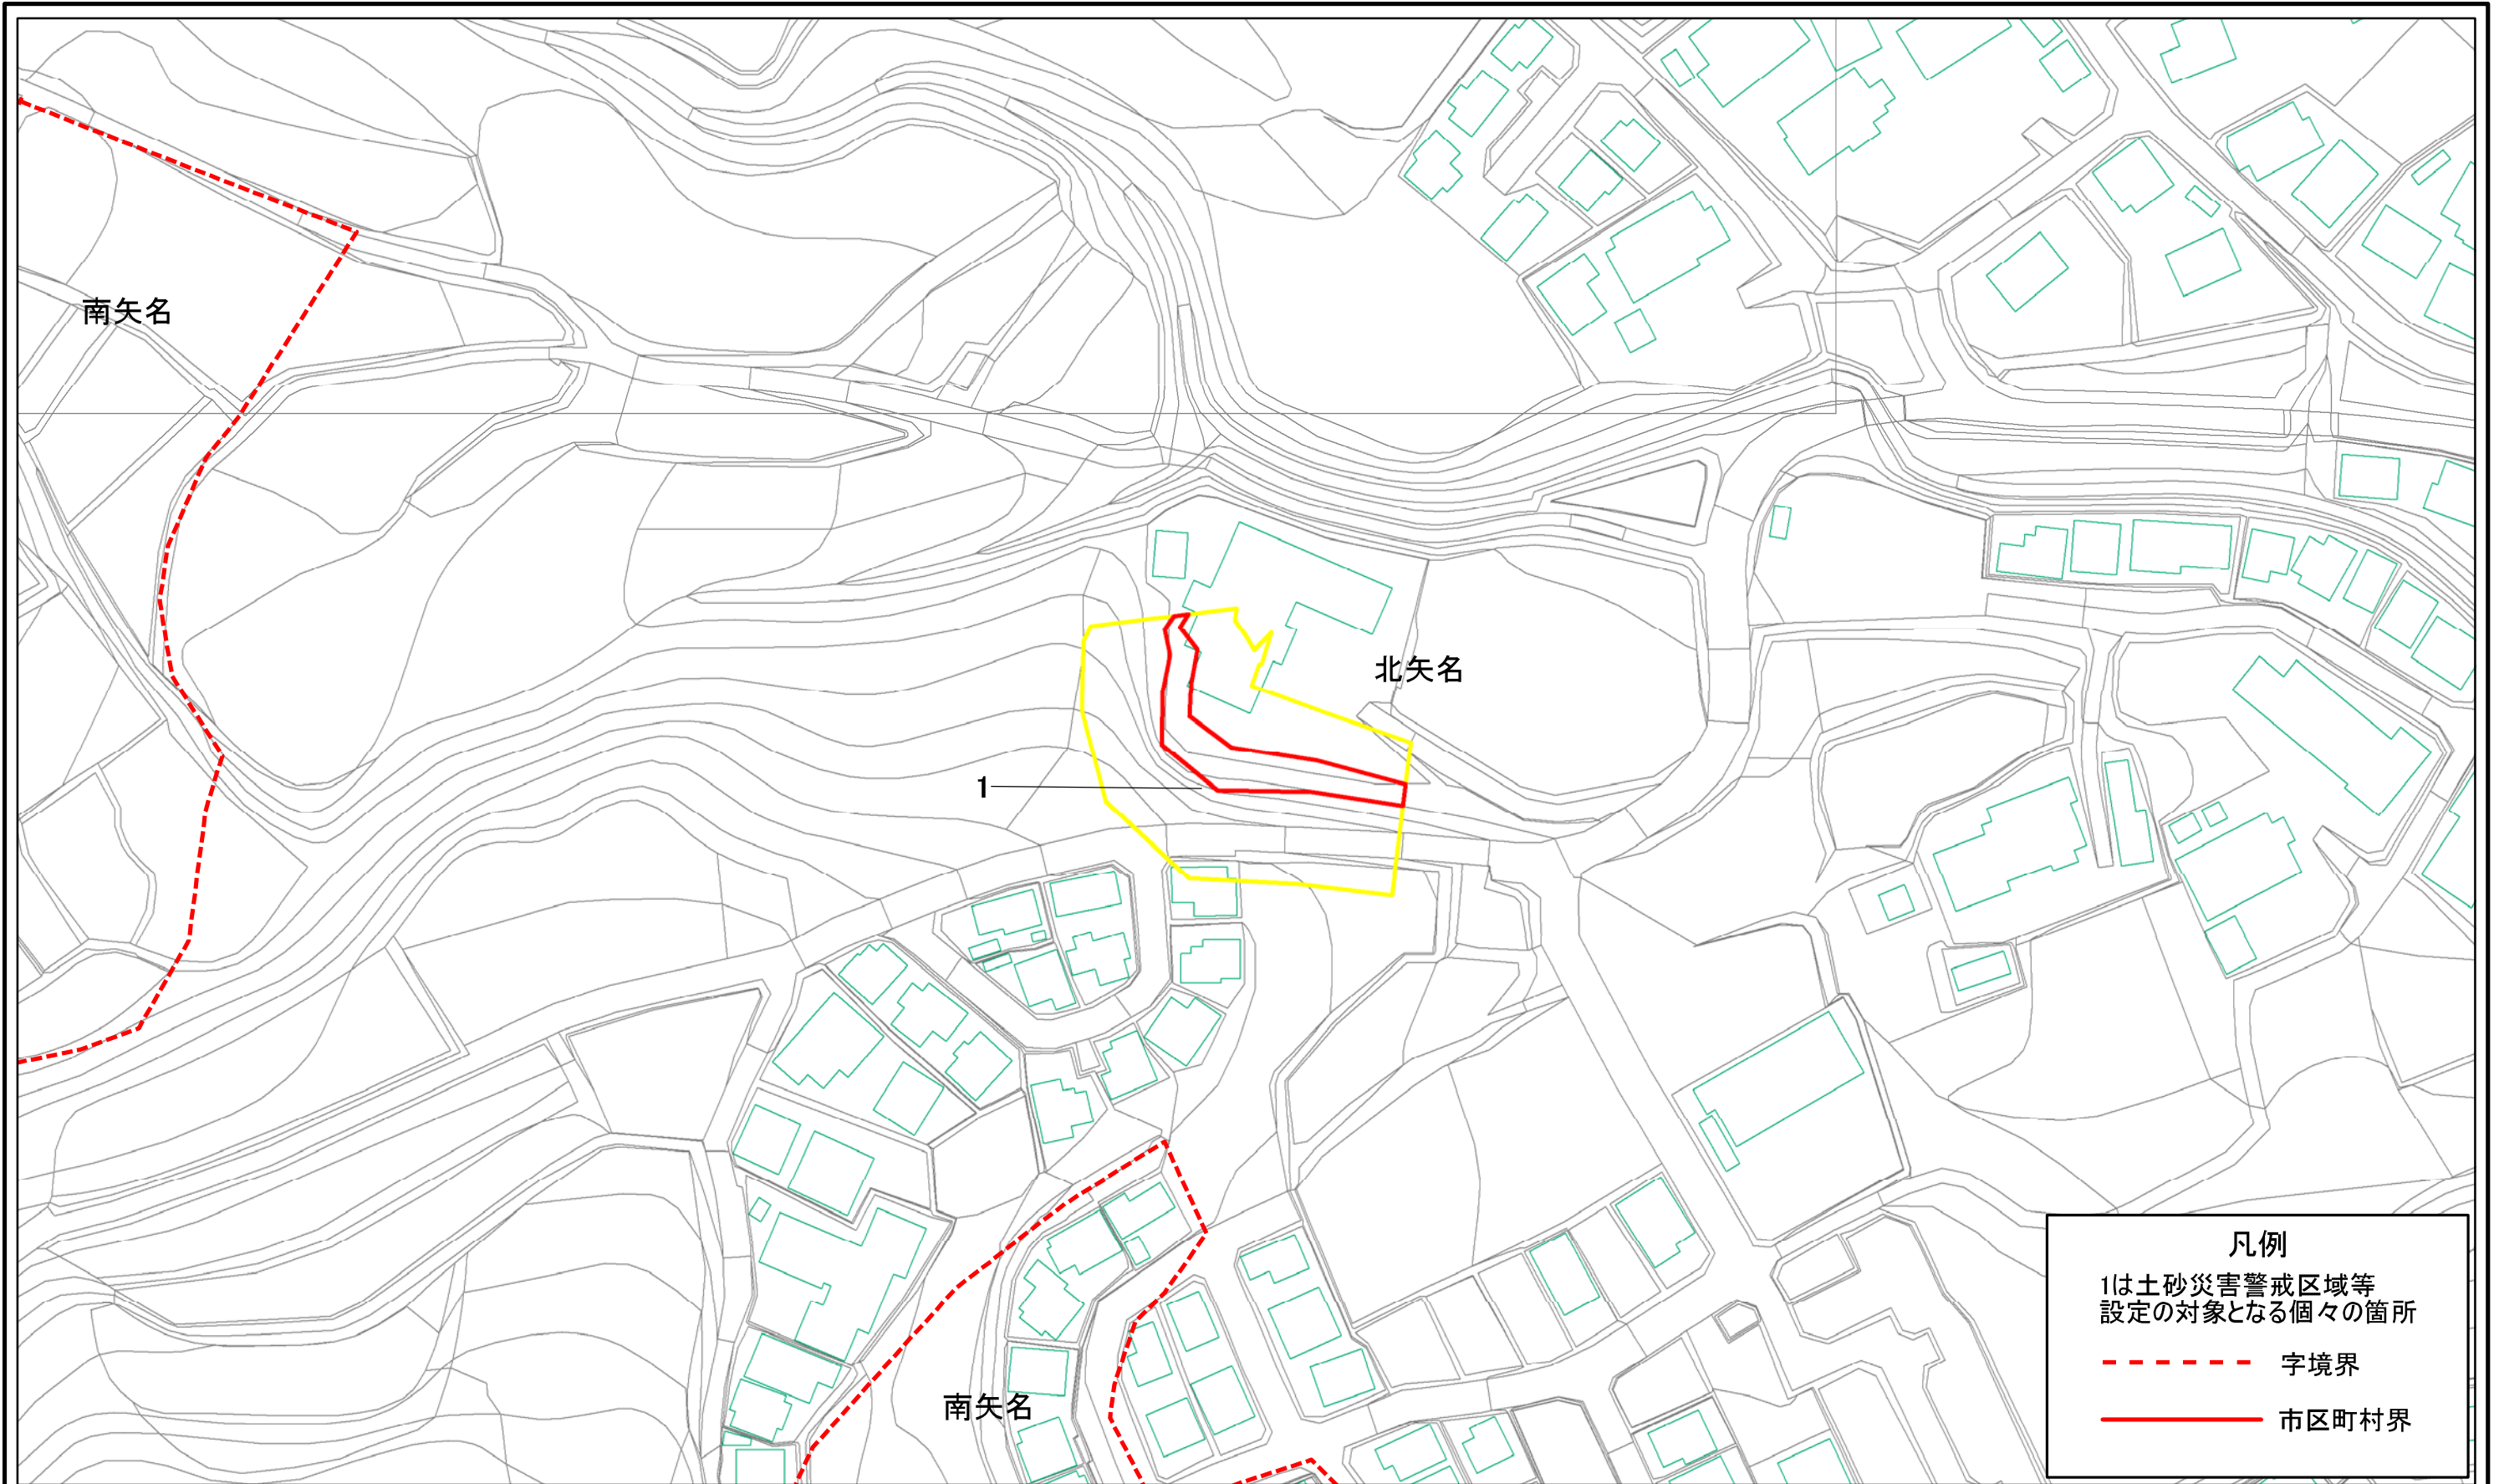 南矢名
北矢名
1
南矢名
凡例
1は土砂災害警戒区域等
設定の対象となる個々の箇所
字境界
市区町村界